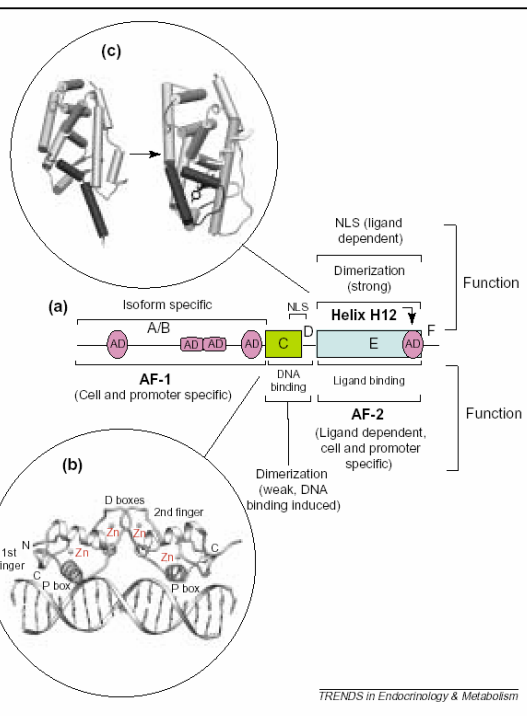 (c)
NLS (ligand
dependent)
Dimerization
(strong)
Function
(a)
Isoform specific
NLS
Helix H12
A/B
D
F
AD
AD
AD
AD
C
E
AD
AF-1
(Cell and promoter specific)
DNA
binding
Ligand binding
AF-2
(Ligand dependent,
cell and promoter
specific)
Function
Dimerization
(weak, DNA
binding induced)
(b)
D boxes
2nd finger
Zn
Zn
N
1st
finger
Zn
Zn
C
C
P box
P box
TRENDS in Endocrinology & Metabolism